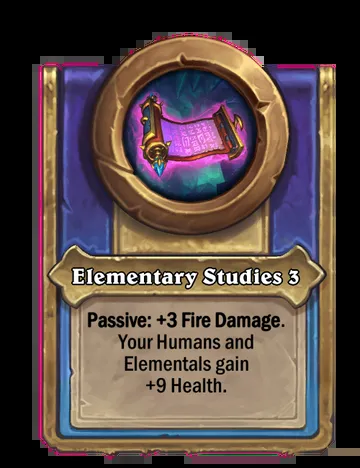 Elementary Studies 3
Passive: +3 Fire Damage.
Your Humans and
Elementals gain
+9 Health.